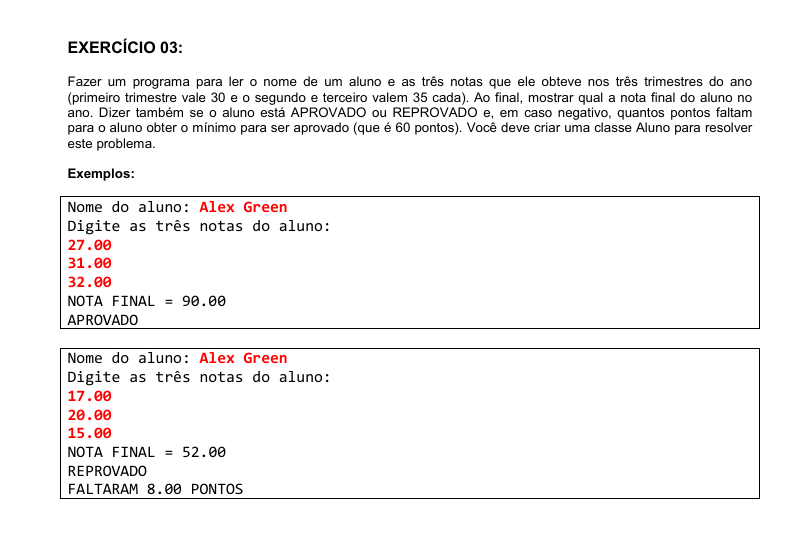 EXERCÍCIO 03:
Fazer um programa para ler o nome de um aluno e as três notas que ele obteve nos três trimestres do ano
(primeiro trimestre vale 30 e o segundo e terceiro valem 35 cada). Ao final, mostrar qual a nota final do aluno no
ano. Dizer também se o aluno está APROVADO ou REPROVADO e, em caso negativo, quantos pontos faltam
para o aluno obter o mínimo para ser aprovado (que é 60 pontos). Você deve criar uma classe Aluno para resolver
este problema.
Exemplos:
Nome do aluno: Alex Green
Digite as três notas do aluno:
27.00
31.00
32.00
NOTA FINAL = 90.00
APROVADO
Nome do aluno: Alex Green
Digite as três notas do aluno:
17.00
20.00
15.00
NOTA FINAL = 52.00
REPROVADO
FALTARAM 8.00 PONTOS